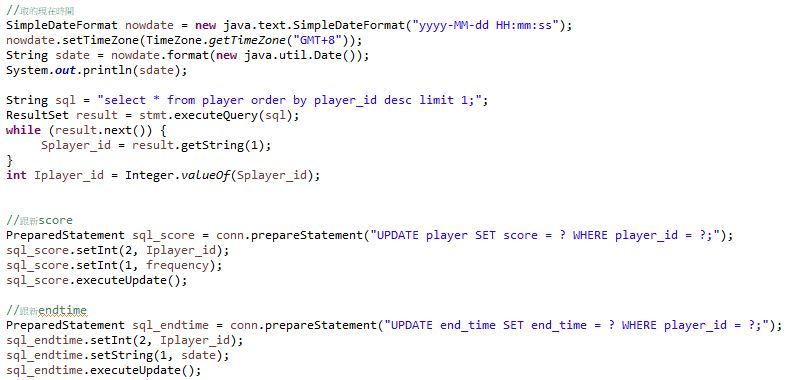 //取的現在時間
SimpleDateFormat nowdate = new java.text.SimpleDateFormat("yyyy-MM-dd HH:mm:ss");
nowdate.setTimeZone(TimeZone.getTimeZone("GMT+8"));
String sdate = nowdate.format(new java.util.Date());
System.out.println(sdate);
String sql = "select * from player order by player_id desc limit 1;";
ResultSet result = stmt.executeQuery(sql);
while (result.next()) {
Splayer_id = result.getString(1);
}
int Iplayer_id = Integer.valueOf(Splayer_id);
//跟新score
PreparedStatement sql_score = conn.prepareStatement("UPDATE player SET score = ? WHERE player_id = ?;");
sql_score.setInt(2, Iplayer_id);
sql_score.setInt(1, frequency);
sql_score.executeUpdate();
//跟新endtime
PreparedStatement sql_endtime = conn.prepareStatement("UPDATE end_time SET end_time = ? WHERE player_id = ?;");
sql_endtime.setInt(2, Iplayer_id);
sql_endtime.setString(1, sdate);
sql_endtime.executeUpdate();